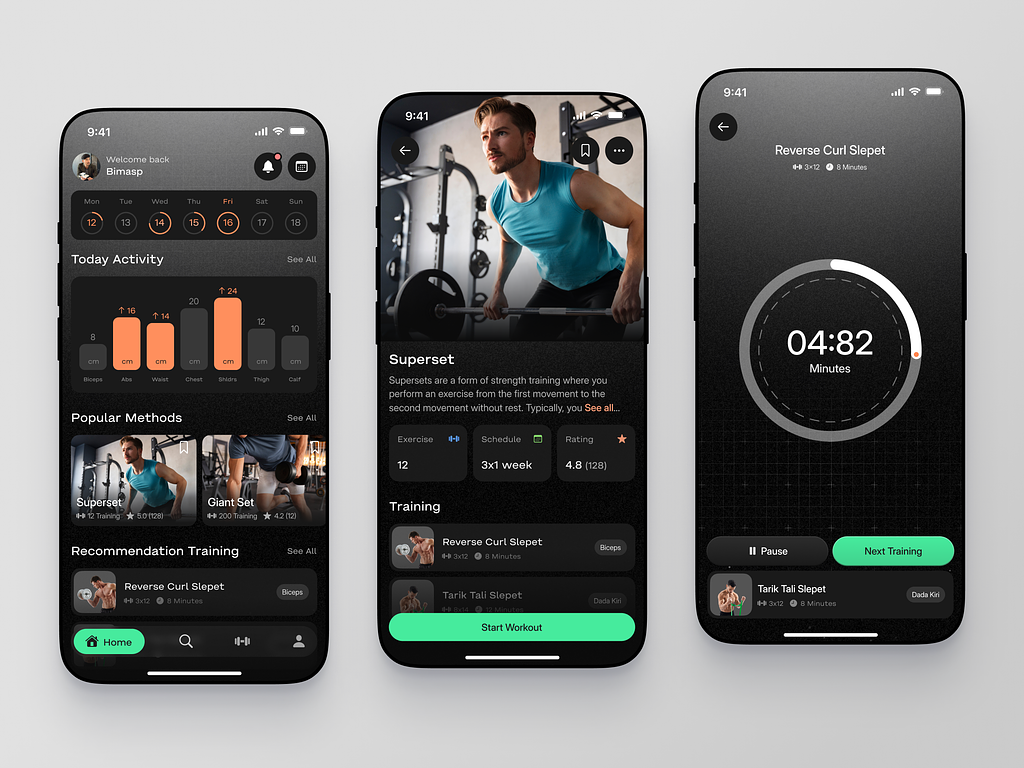 9:41
Welcome back
Bimasp
Mon Tue Wed Thu Fri Sat Sun
12 13 14 15 16 17 18
Today Activity See All
8 ↑ 16 ↑ 14 20 ↑ 24 12 10
cm cm cm cm cm cm cm
Biceps Abs Waist Chest Shldrs Thigh Calf
Popular Methods See All
Superset
12 Training ★ 5.0 (128)
Giant Set
200 Training ★ 4.2 (12)
Recommendation Training See All
Reverse Curl Slepet
3x12 8 Minutes
Biceps
Home
9:41
Superset
Supersets are a form of strength training where you
perform an exercise from the first movement to the
second movement without rest. Typically, you See all...
Exercise
12
Schedule
3x1 week
Rating
4.8 (128)
Training
Reverse Curl Slepet
3x12 8 Minutes
Biceps
Tarik Tali Slepet
12 Minutes
Dada Kiri
Start Workout
9:41
Reverse Curl Slepet
3x12 8 Minutes
04:82
Minutes
Pause
Next Training
Tarik Tali Slepet
3x12 8 Minutes
Dada Kiri